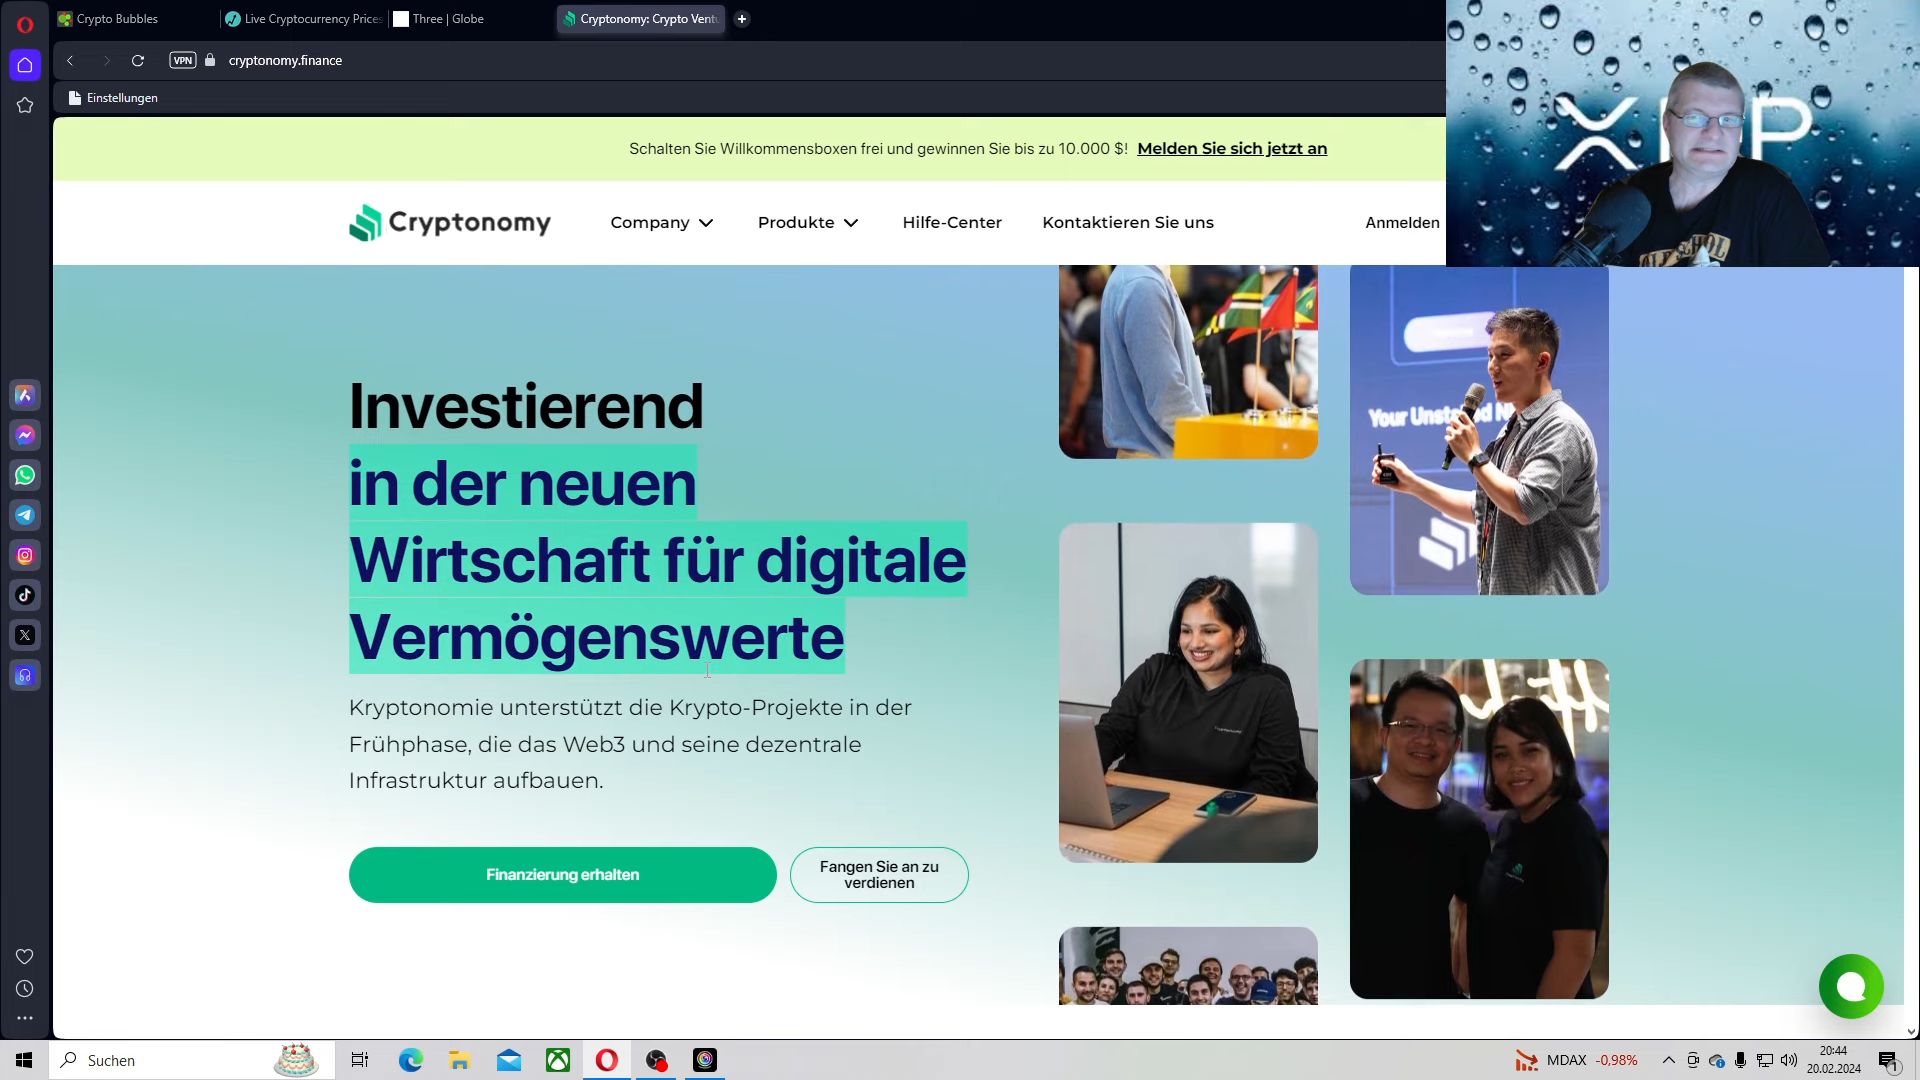 Crypto Bubbles
Live Cryptocurrency Prices
Three | Globe
Cryptonomy: Crypto Vent
VPN
cryptonomy.finance
Einstellungen
Schalten Sie Willkommensboxen frei und gewinnen Sie bis zu 10.000 $! Melden Sie sich jetzt an
Cryptonomy
Company
Produkte
Hilfe-Center
Kontaktieren Sie uns
Anmelden
Investierend
in der neuen
Wirtschaft für digitale
Vermögenswerte
Kryptonomie unterstützt die Krypto-Projekte in der
Frühphase, die das Web3 und seine dezentrale
Infrastruktur aufbauen.
Finanzierung erhalten
Fangen Sie an zu
verdienen
Suchen
MDAX -0,98%
20:44
20.02.2024
1